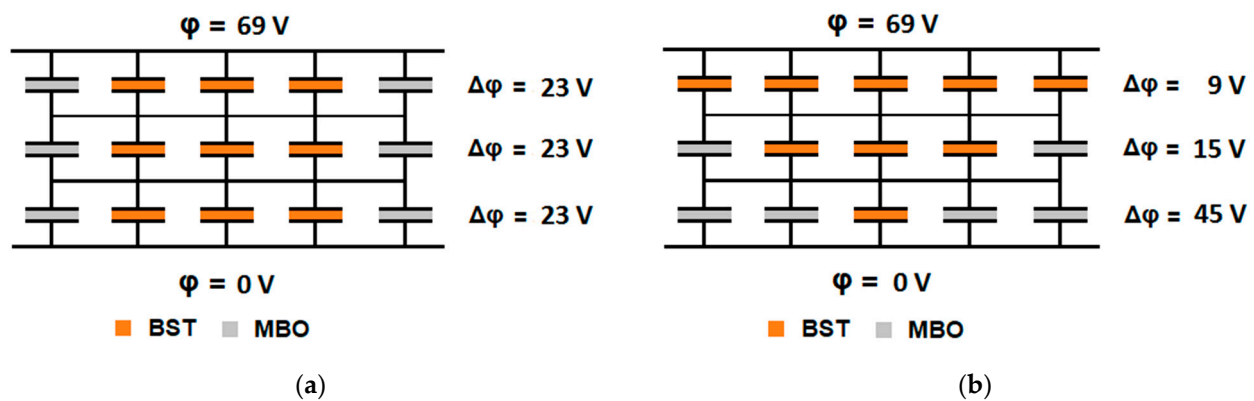 φ = 69 V
Δφ = 23 V
Δφ = 23 V
Δφ = 23 V
φ = 0 V
BST MBO
(a)
φ = 69 V
Δφ = 9 V
Δφ = 15 V
Δφ = 45 V
φ = 0 V
BST MBO
(b)